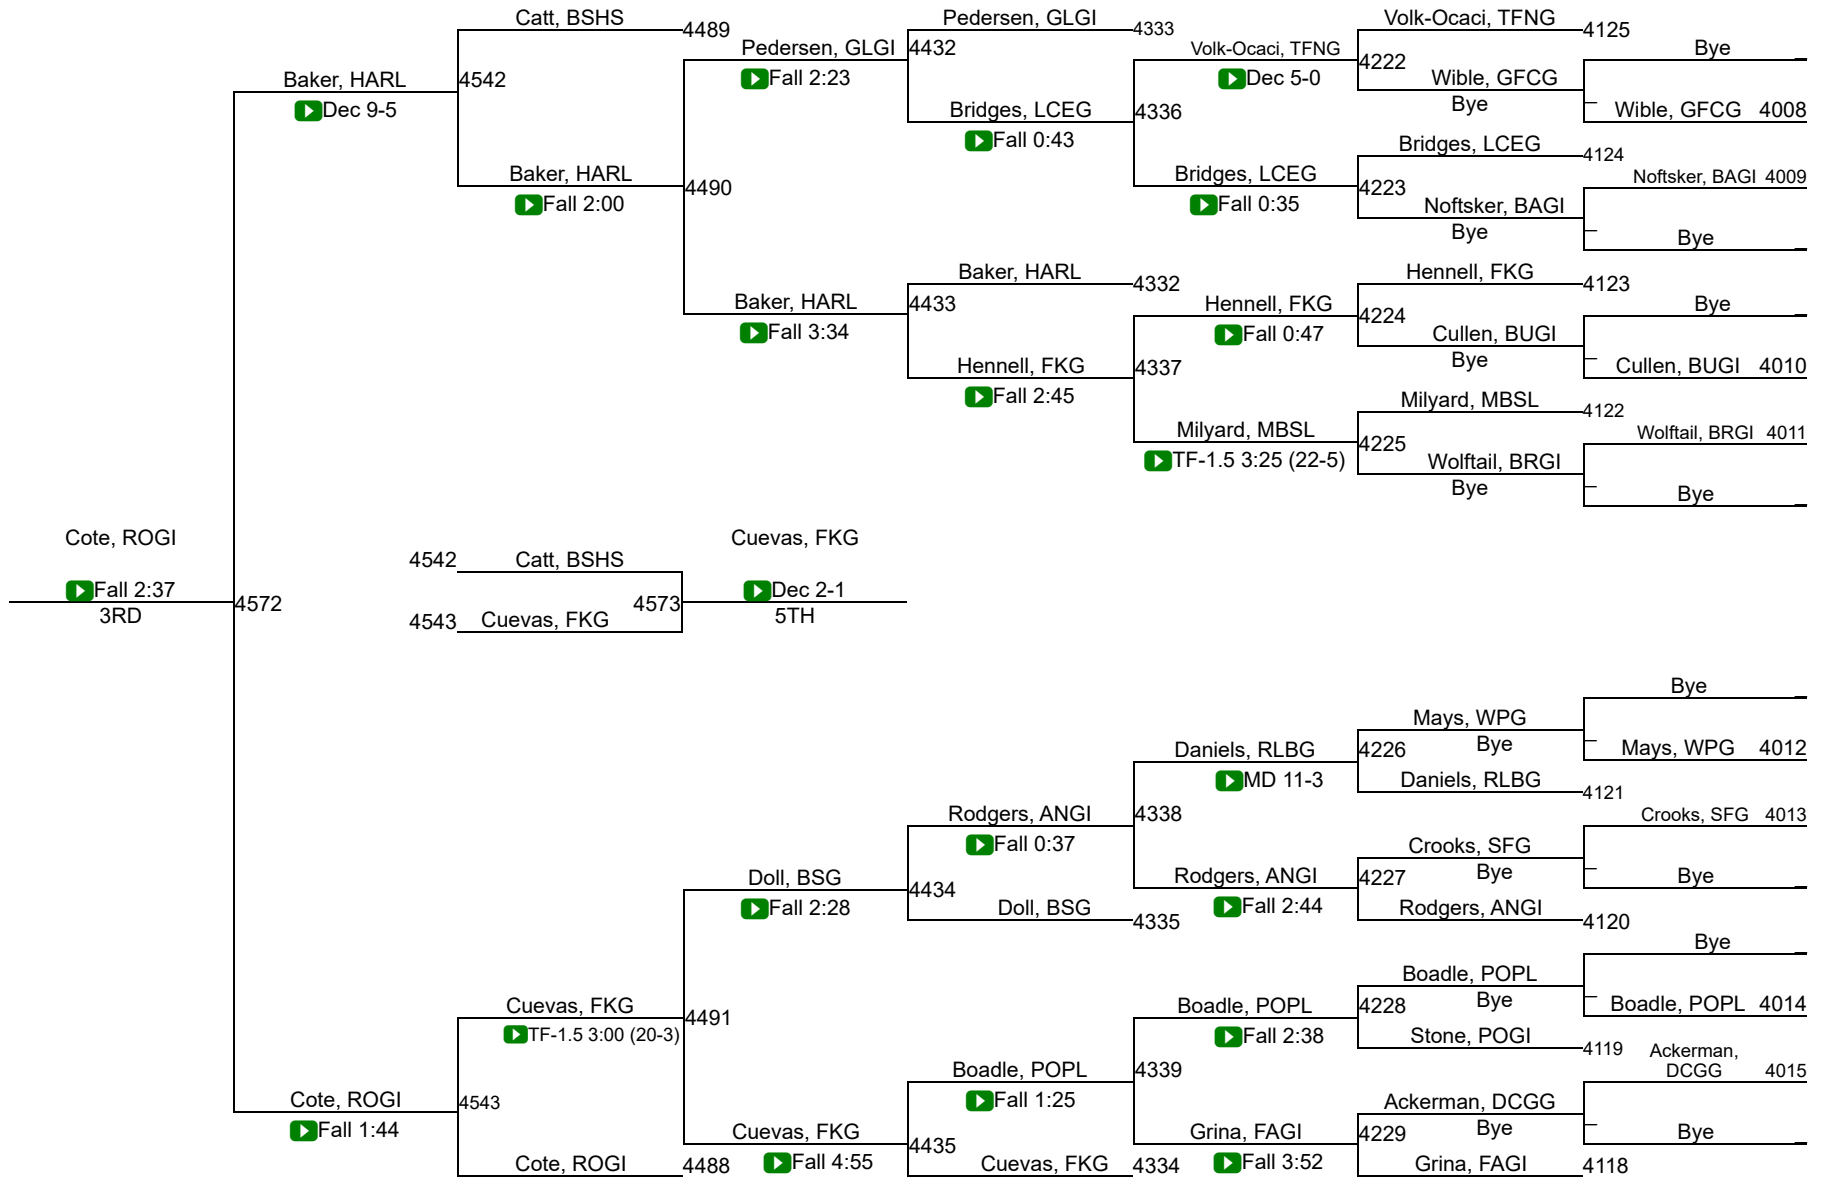 Catt, BSHS
4489
Pedersen, GLGI
4333
Volk-Ocaci, TFNG
4125
Pedersen, GLGI
4432
Volk-Ocaci, TFNG
Bye
_
Baker, HARL
4542
Fall 2:23
Dec 5-0
4222
Wible, GFCG
Bye
_
Wible, GFCG 4008
Dec 9-5
Bridges, LCEG
4336
Fall 0:43
Bridges, LCEG
4124
Baker, HARL
4490
Bridges, LCEG
4223
Noftsker, BAGI 4009
Fall 2:00
Fall 0:35
Noftsker, BAGI
Bye
_
Bye
_
Baker, HARL
4332
Hennell, FKG
4123
Baker, HARL
4433
Hennell, FKG
4224
Bye
_
Fall 3:34
Fall 0:47
Cullen, BUGI
Bye
_
Cullen, BUGI 4010
Hennell, FKG
4337
Fall 2:45
Milyard, MBSL
4122
Milyard, MBSL
4225
Wolftail, BRGI 4011
TF-1.5 3:25 (22-5)
Wolftail, BRGI
Bye
_
Bye
_
Cote, ROGI
Cuevas, FKG
4542
Catt, BSHS
Fall 2:37
4572
4573
Dec 2-1
3RD
4543
Cuevas, FKG
5TH
Bye
_
Mays, WPG
Bye
_
Mays, WPG 4012
Daniels, RLBG
4226
MD 11-3
Daniels, RLBG
4121
Rodgers, ANGI
4338
Crooks, SFG 4013
Fall 0:37
Crooks, SFG
Bye
_
Bye
_
Doll, BSG
4434
Rodgers, ANGI
4227
Fall 2:28
Doll, BSG
4335
Fall 2:44
Rodgers, ANGI
4120
Bye
_
Boadle, POPL
Bye
_
Boadle, POPL 4014
Cuevas, FKG
4491
Boadle, POPL
4228
TF-1.5 3:00 (20-3)
Fall 2:38
Stone, POGI
4119
Boadle, POPL
4339
Ackerman,
DCGG 4015
Cote, ROGI
4543
Fall 1:25
Ackerman, DCGG
Bye
_
Bye
_
Fall 1:44
Cuevas, FKG
4435
Grina, FAGI
4229
Cote, ROGI
4488
Fall 4:55
Cuevas, FKG
4334
Fall 3:52
Grina, FAGI
4118